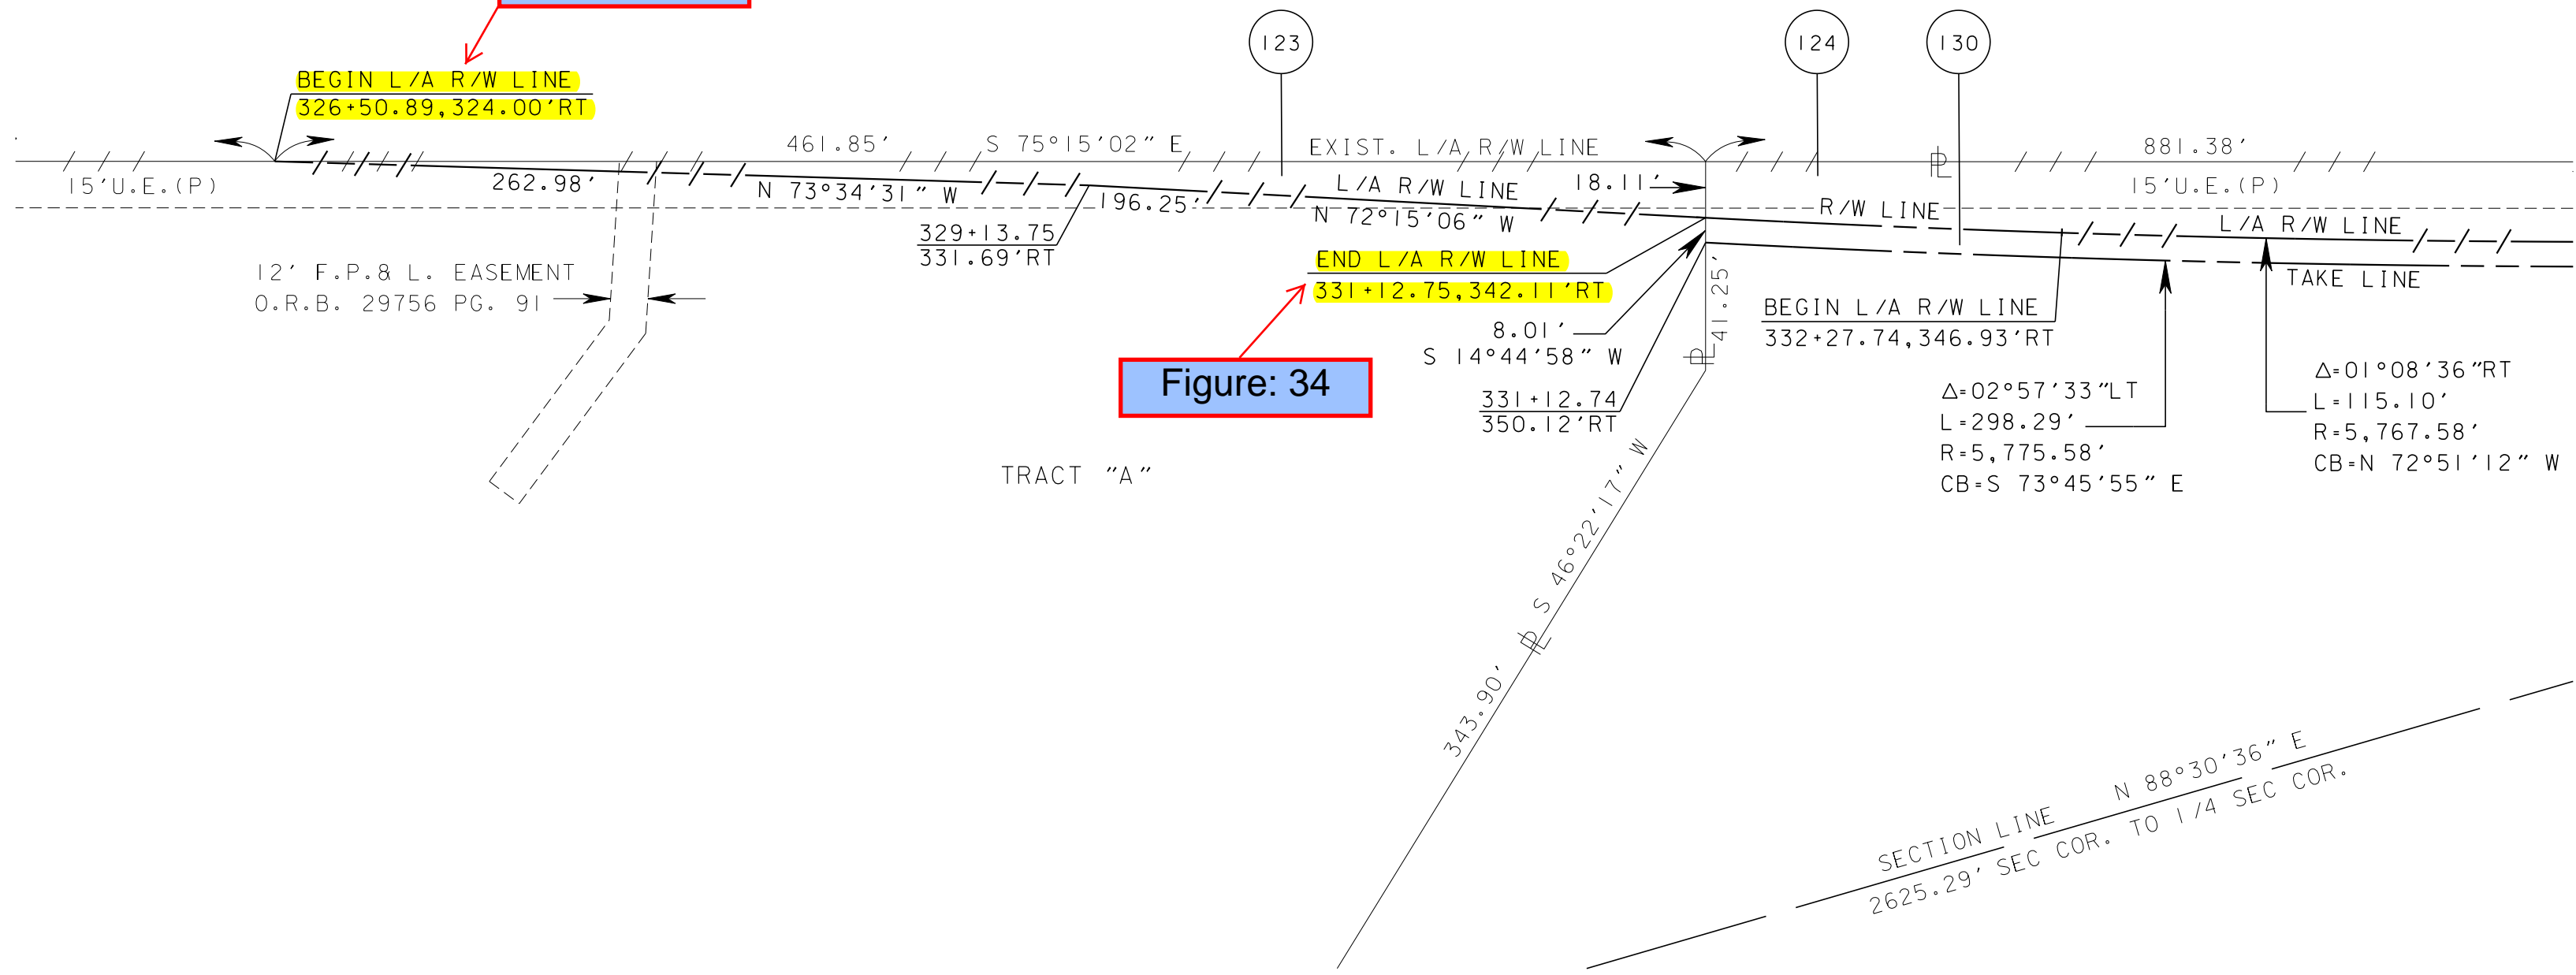 123
124
130
BEGIN L/A R/W LINE
326+50.89,324.00'RT
461.85'
S 75°15'02" E
EXIST. L/A R/W LINE
881.38'
15'U.E.(P)
262.98'
N 73°34'31" W
196.25'
L/A R/W LINE
N 72°15'06" W
18.11'
PL
15'U.E.(P)
R/W LINE
L/A R/W LINE
TAKE LINE
329+13.75
331.69'RT
12' F.P.& L. EASEMENT
O.R.B. 29756 PG. 91
END L/A R/W LINE
331+12.75,342.11'RT
41.25'
PL
BEGIN L/A R/W LINE
332+27.74,346.93'RT
8.01'
S 14°44'58" W
Figure: 34
331+12.74
350.12'RT
Δ=02°57'33"LT
L=298.29'
R=5,775.58'
CB=S 73°45'55" E
Δ=01°08'36"RT
L=115.10'
R=5,767.58'
CB=N 72°51'12" W
TRACT "A"
343.90'
PL
S 46°22'17" W
SECTION LINE
N 88°30'36" E
2625.29' SEC COR. TO 1/4 SEC COR.